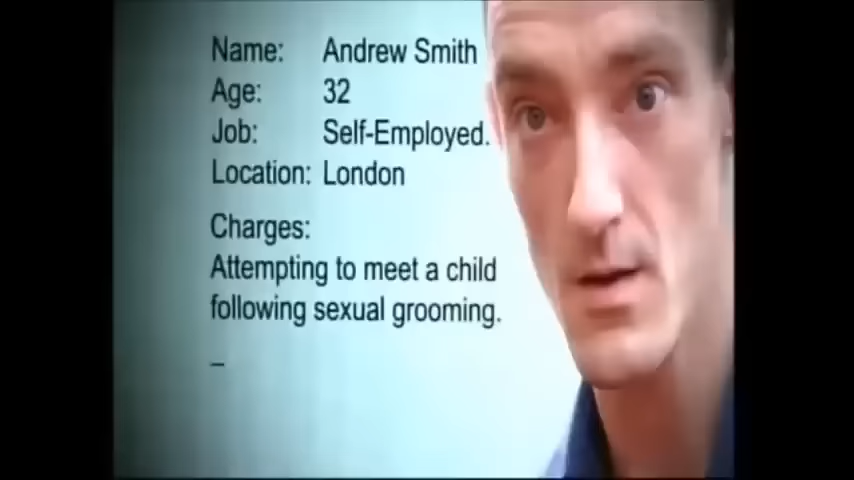 Name: Andrew Smith
Age: 32
Job: Self-Employed.
Location: London
Charges:
Attempting to meet a child
following sexual grooming.
_